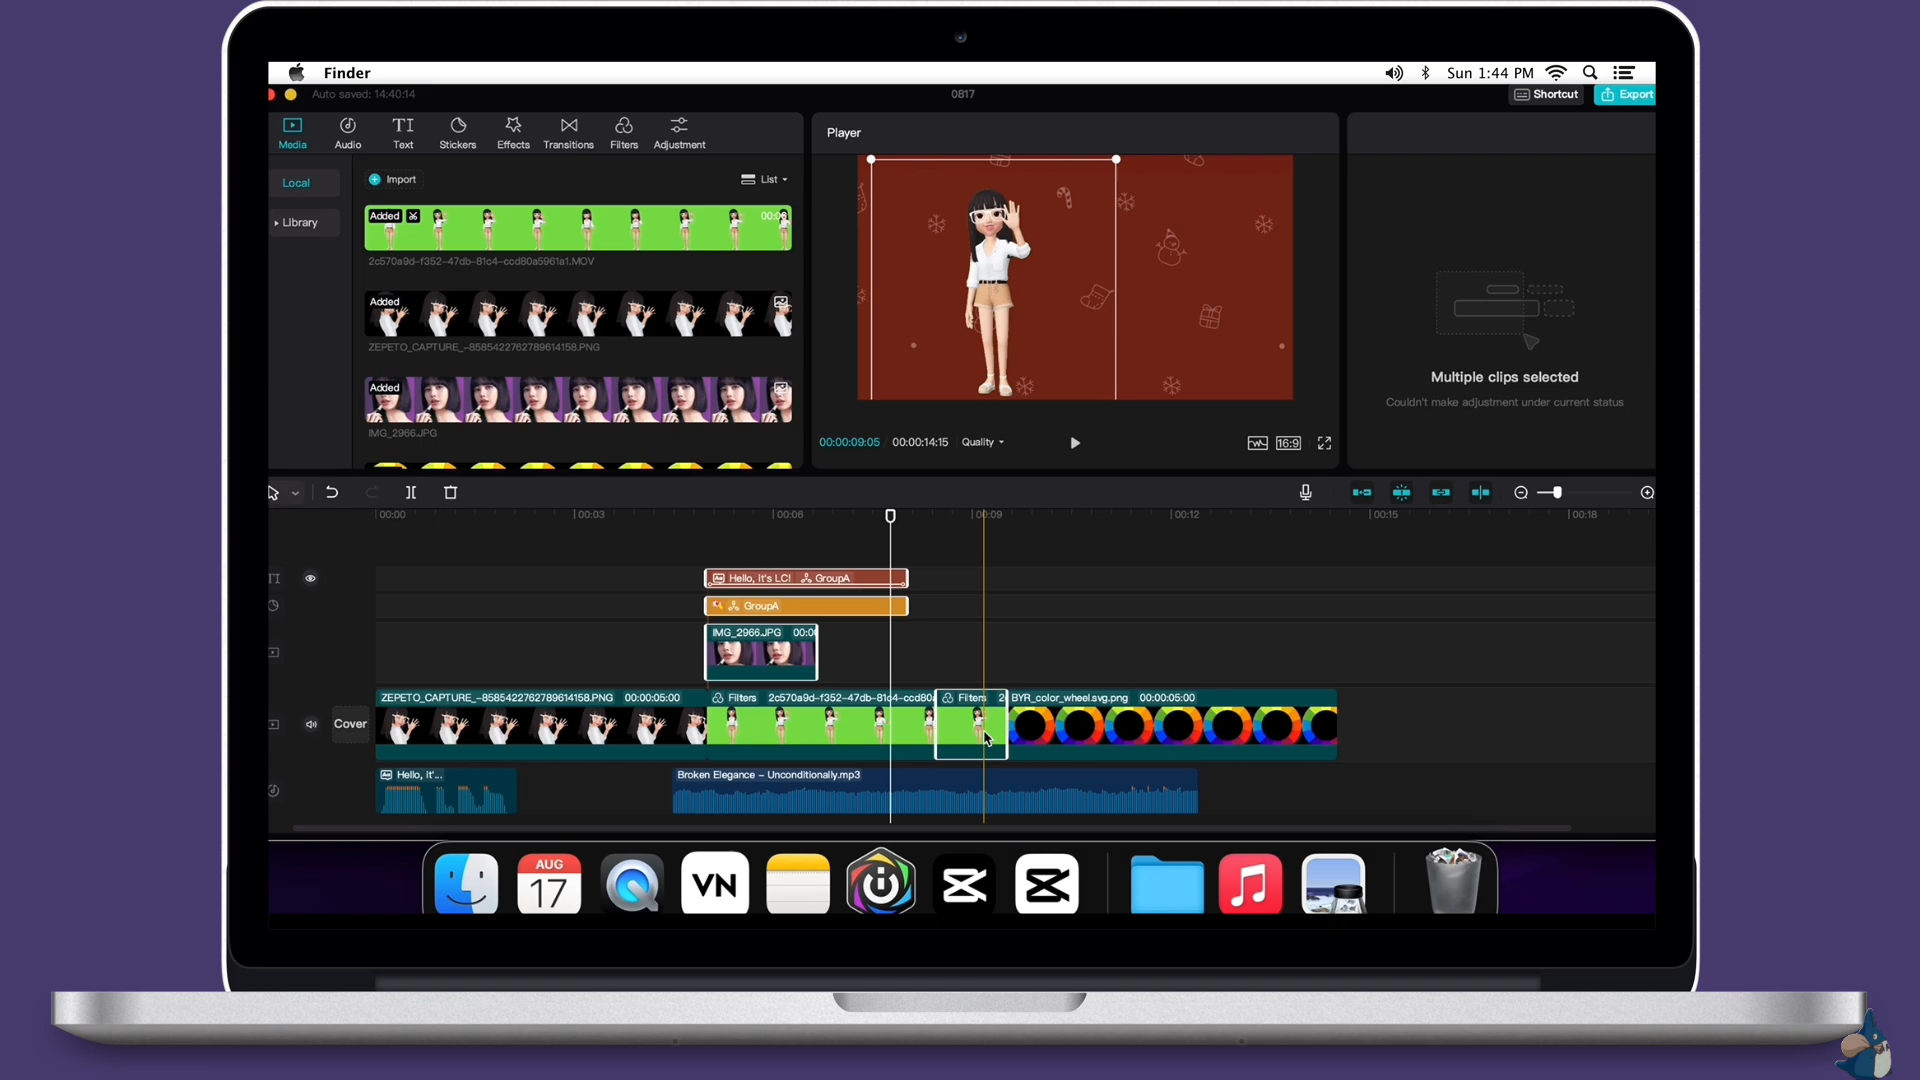 Finder
Sun 1:44 PM
Auto saved: 14:40:14
0817
Shortcut
Export
Media
Audio
Text
Stickers
Effects
Transitions
Filters
Adjustment
Player
Local
Library
Import
List
Added
2c570a9d-f352-47db-81c4-ccd80a5961a1.MOV
Added
ZEPETO_CAPTURE_-8585422762789614158.PNG
Added
IMG_2966.JPG
00:00:09:05
00:00:14:15
Quality
16:9
Multiple clips selected
Couldn't make adjustment under current status
00:00
00:03
00:06
00:09
00:12
00:15
00:18
Hello, it's LC!
GroupA
GroupA
IMG_2966.JPG
ZEPETO_CAPTURE_-8585422762789614158.PNG 00:00:05:00
Filters 2c570a9d-f352-47db-81c4-ccd80
Filters
BYR_color_wheel.svg.png 00:00:05:00
Cover
Hello, it'...
Broken Elegance - Unconditionally.mp3
AUG
17
VN